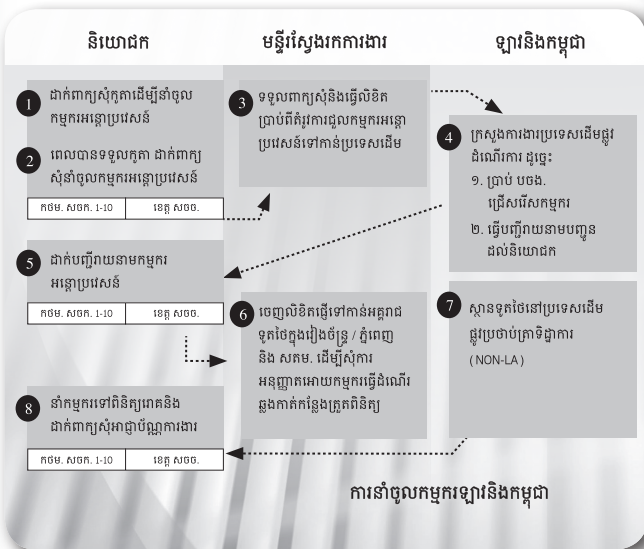 និយោជក
មន្ទីរស្វែងរកការងារ
ឡាវនិងកម្ពុជា
1
ដាក់ពាក្យសុំកូតាដើម្បីនាំចូល
កម្មករអន្តោប្រវេសន៍
2
ពេលបានទទួលកូតា ដាក់ពាក្យ
សុំនាំចូលកម្មករអន្តោប្រវេសន៍
កថម. សចក. 1-10
ខេត្ត សចច.
3
ទទួលពាក្យសុំនិងធ្វើលិខិត
ប្រាប់ពីតំរូវការជួលកម្មករអន្តោ
ប្រវេសន៍ទៅកាន់ប្រទេសដើម
4
ក្រសួងការងារប្រទេសដើមផ្លូវ
ដំណើរការ ដូច្នេះ
១. ប្រាប់ បចង.
ជ្រើសរើសកម្មករ
២. ធ្វើបញ្ជីរាយនាមបញ្ជូន
ដល់និយោជក
5
ដាក់បញ្ជីរាយនាមកម្មករ
អន្តោប្រវេសន៍
កថម. សចក. 1-10
ខេត្ត សចច.
6
ចេញលិខិតផ្ញើទៅកាន់អគ្គរាជ
ទូតថៃក្នុងវៀងច័ន្ទ្រ / ភ្នំពេញ
និង សតម. ដើម្បីសុំការ
អនុញ្ញាតអោយកម្មករធ្វើដំណើរ
ឆ្លងកាត់កន្លែងត្រួតពិនិត្យ
7
ស្ថានទូតថៃនៅប្រទេសដើម
ផ្លូវប្រថាប់ត្រាទិដ្ឋាការ
(NON-LA)
8
នាំកម្មករទៅពិនិត្យរោគនិង
ដាក់ពាក្យសុំអាជ្ញាប័ណ្ណការងារ
កថម. សចក. 1-10
ខេត្ត សចច.
ការនាំចូលកម្មករឡាវនិងកម្ពុជា